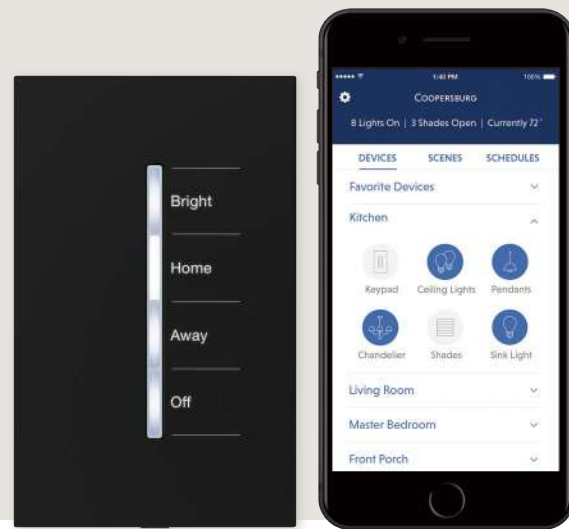 Bright
Home
Away
Off
1:40 PM
100%
COOPERSBURG
8 Lights On | 3 Shades Open | Currently 72°
DEVICES SCENES SCHEDULES
Favorite Devices
Kitchen
Keypad Ceiling Lights Pendants
Chandelier Shades Sink Light
Living Room
Master Bedroom
Front Porch